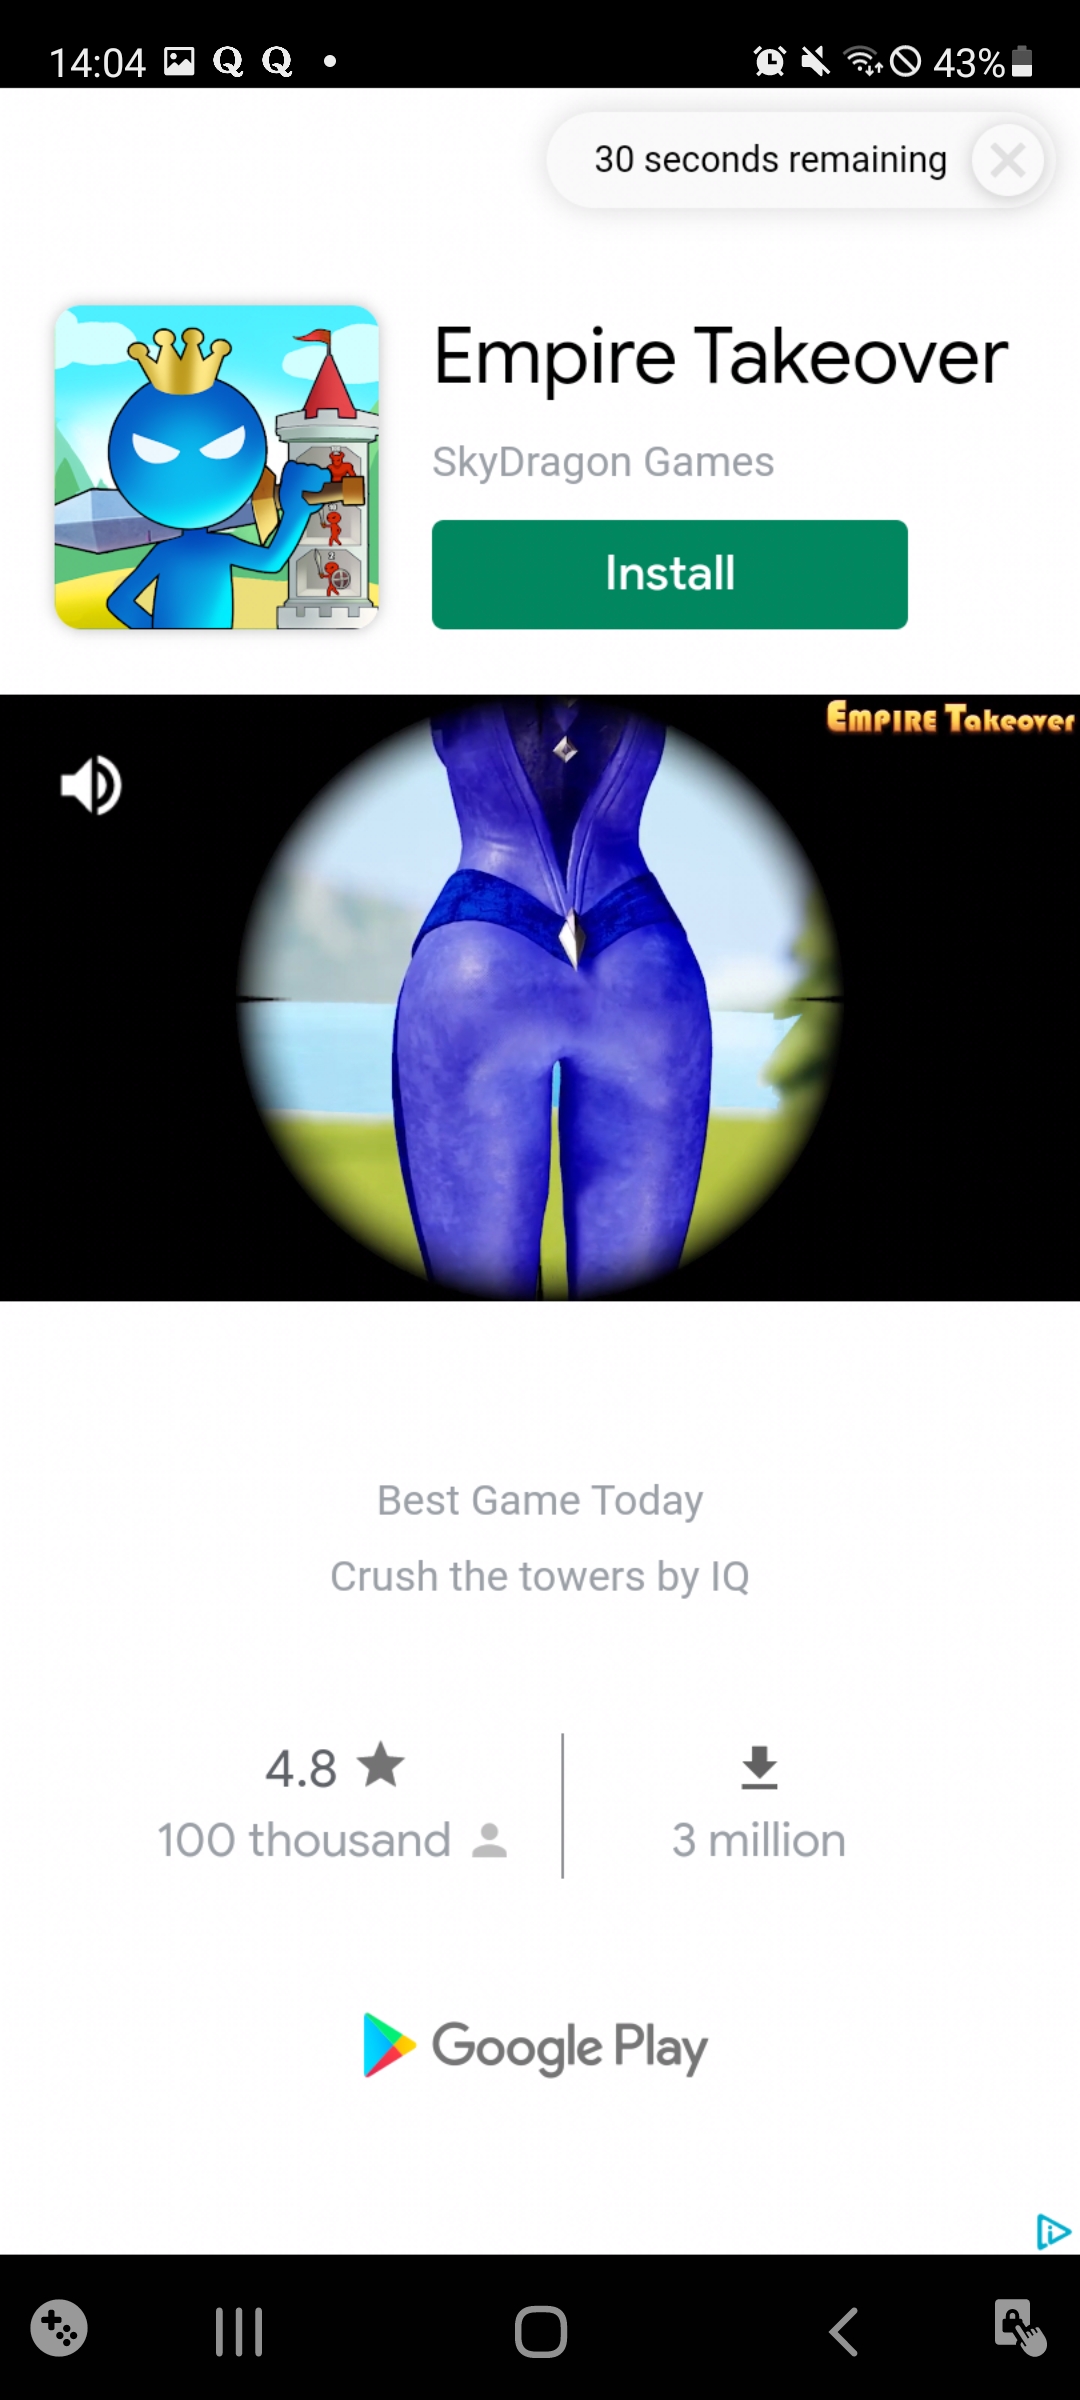 14:04
43%
30 seconds remaining
Empire Takeover
SkyDragon Games
Install
EMPIRE Takeover
Best Game Today
Crush the towers by IQ
4.8
100 thousand
3 million
Google Play